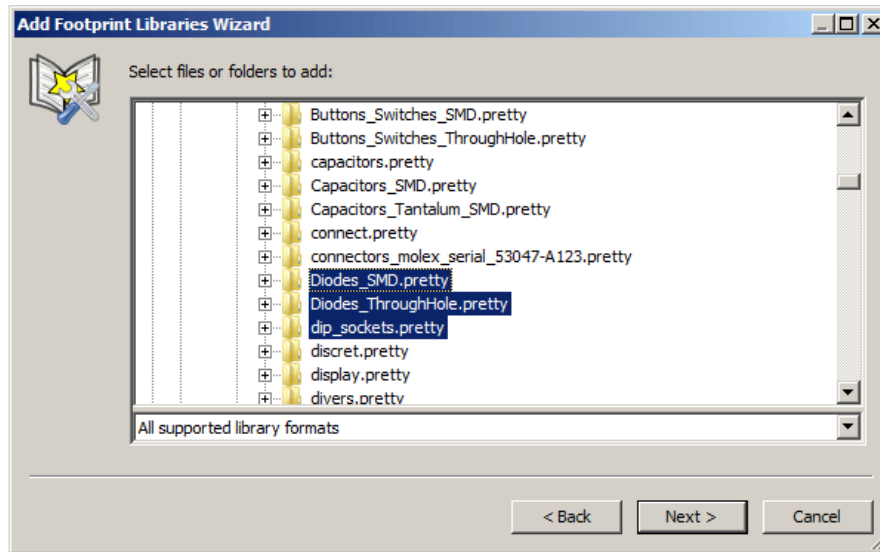 Add Footprint Libraries Wizard
Select files or folders to add:
Buttons_Switches_SMD.pretty
Buttons_Switches_ThroughHole.pretty
capacitors.pretty
Capacitors_SMD.pretty
Capacitors_Tantalum_SMD.pretty
connect.pretty
connectors_molex_serial_53047-A123.pretty
Diodes_SMD.pretty
Diodes_ThroughHole.pretty
dip_sockets.pretty
discret.pretty
display.pretty
divers.pretty
All supported library formats
< Back Next > Cancel